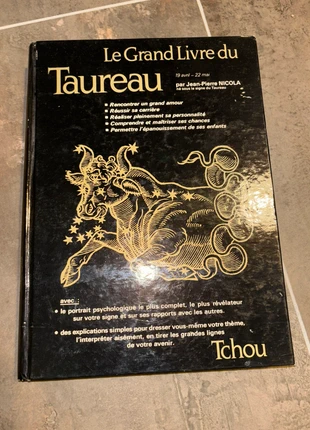 Le Grand Livre du
Taureau
19 avril - 22 mai
par Jean-Pierre NICOLA
né sous le signe du Taureau
• Rencontrer un grand amour
• Réussir sa carrière
• Réaliser pleinement sa personnalité
• Comprendre et maîtriser ses chances
• Permettre l'épanouissement de ses enfants
avec :
• le portrait psychologique le plus complet, le plus révélateur
sur votre signe et sur ses rapports avec les autres.
• des explications simples pour dresser vous-même votre thème,
l'interpréter aisément, en tirer les grandes lignes
de votre avenir.
Tchou